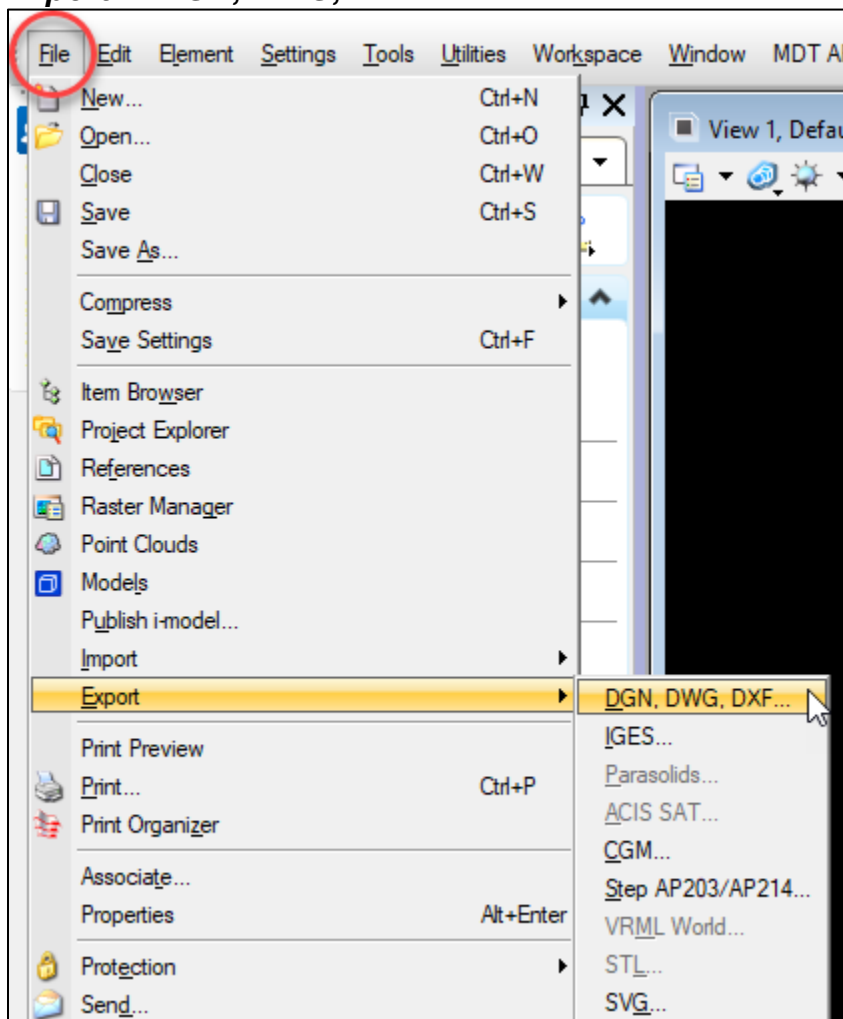 File Edit Element Settings Tools Utilities Workspace Window MDT
New... Ctrl+N
View 1,
Open... Ctrl+O
Close Ctrl+W
Save Ctrl+S
Save As...
Compress
Save Settings Ctrl+F
Item Browser
Project Explorer
References
Raster Manager
Point Clouds
Models
Publish i-model...
Import
Export
DGN, DWG, DXF...
Print Preview
IGES...
Print... Ctrl+P
Parasolids...
Print Organizer
ACIS SAT...
CGM...
Associate...
Step AP203/AP214...
Properties Alt+Enter
VRML World...
Protection
STL...
Send...
SVG...